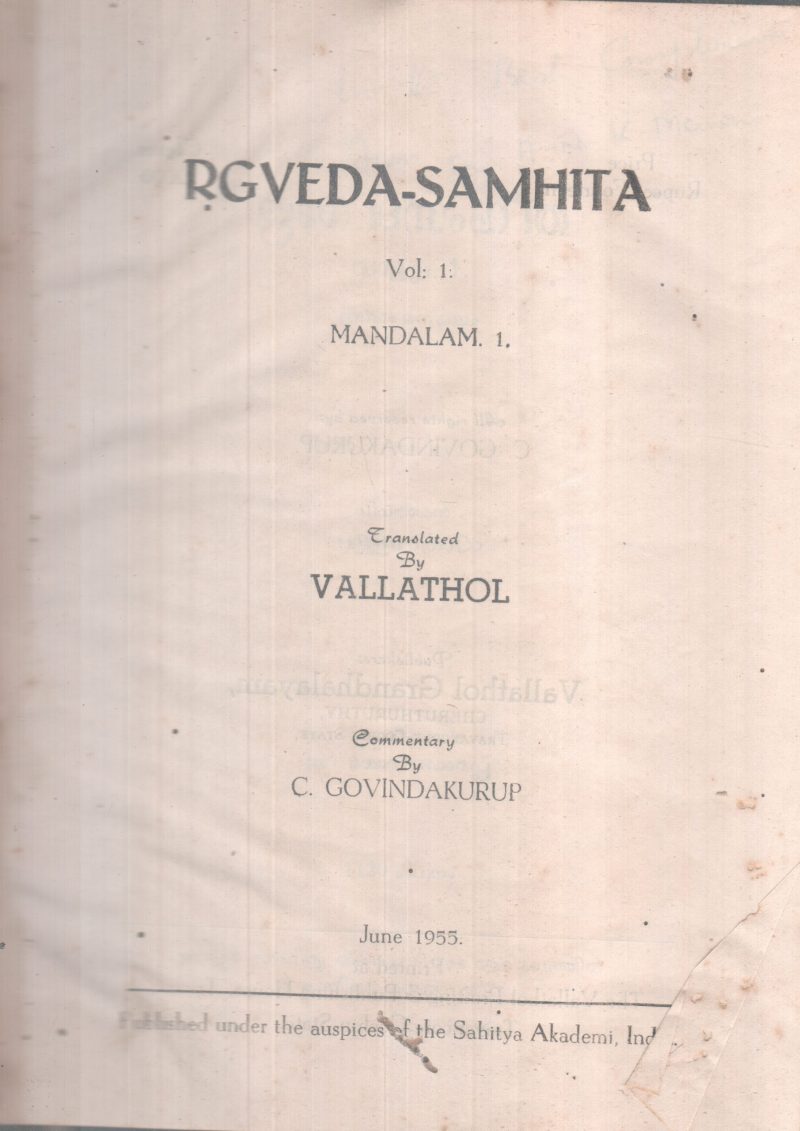 ṚGVEDA-SAMHITA
Vol: 1.
MANDALAM. 1.
Translated
By
VALLATHOL
Commentary
By
C. GOVINDAKURUP
June 1955.
Published under the auspices of the Sahitya Akademi,